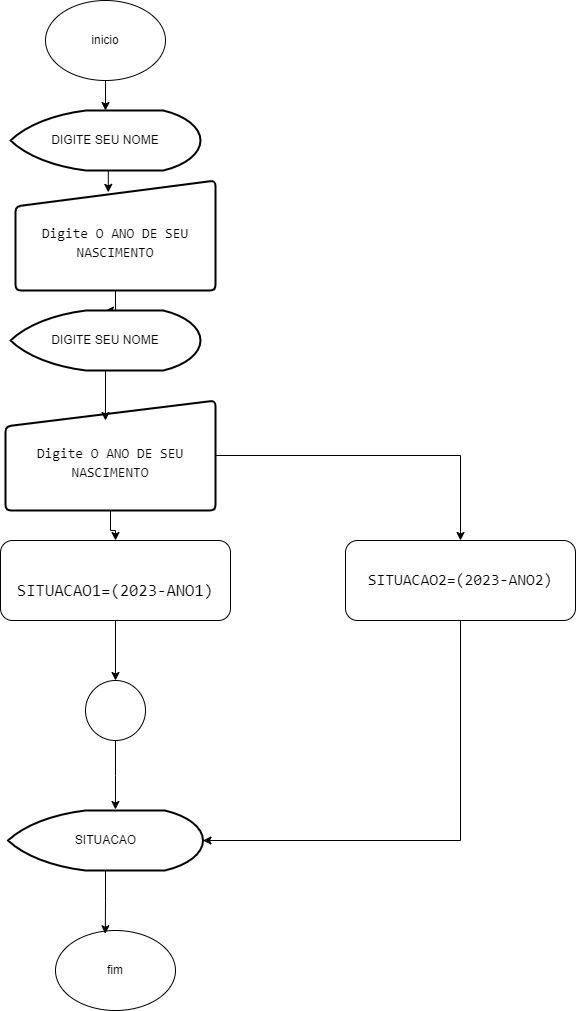 inicio
DIGITE SEU NOME
Digite O ANO DE SEU
NASCIMENTO
DIGITE SEU NOME
Digite O ANO DE SEU
NASCIMENTO
SITUACAO1=(2023-ANO1)
SITUACAO2=(2023-ANO2)
SITUACAO
fim